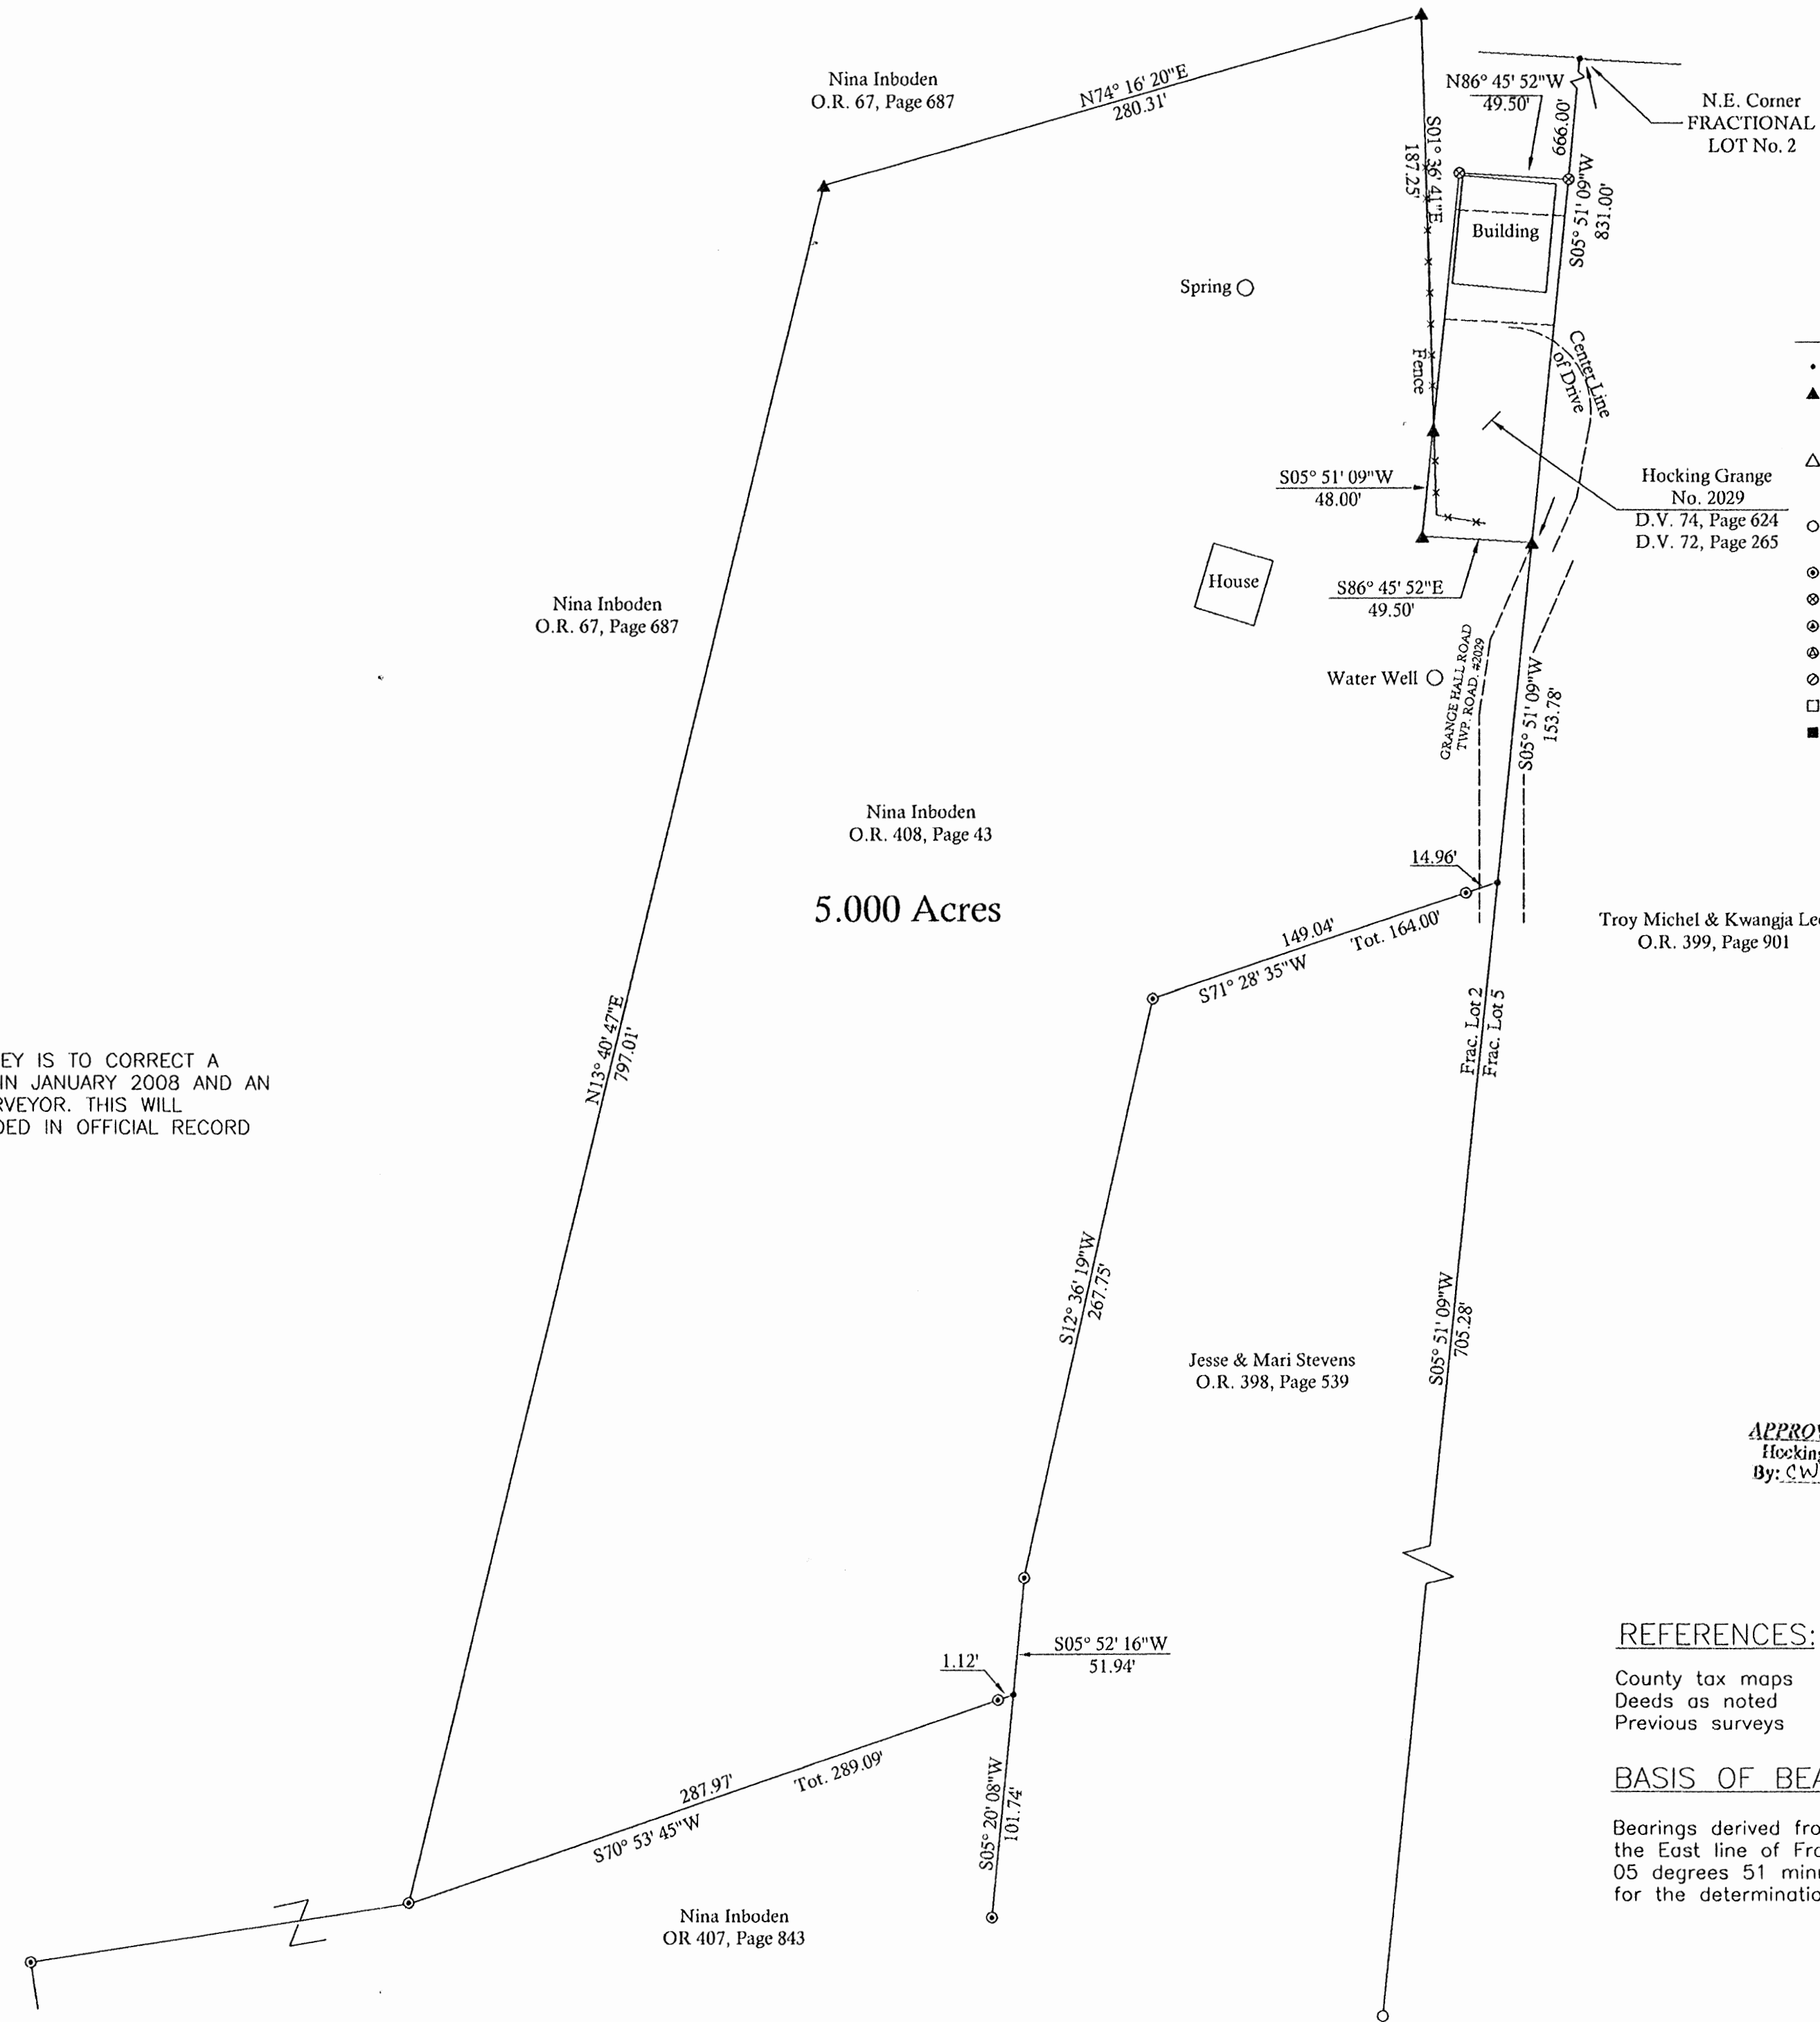 Nina Inboden
O.R. 67, Page 687
N74° 16' 20"E
280.31'
N86° 45' 52"W
49.50'
666.00'
N.E. Corner
FRACTIONAL
LOT No. 2
S01° 36' 41"E
187.25'
S05° 51' 09"W
831.00'
Building
Spring
Fence
Center Line
of Drive
Hocking Grange
No. 2029
D.V. 74, Page 624
D.V. 72, Page 265
S05° 51' 09"W
48.00'
S86° 45' 52"E
49.50'
House
Nina Inboden
O.R. 67, Page 687
Water Well
GRANGE HALL ROAD
TWP. ROAD. #2029
S05° 51' 09"W
153.78'
Nina Inboden
O.R. 408, Page 43
5.000 Acres
14.96'
149.04'
Tot. 164.00'
S71° 28' 35"W
Troy Michel & Kwangja Lee
O.R. 399, Page 901
Frac. Lot 2
Frac. Lot 5
N13° 40' 47"E
797.01'
EY IS TO CORRECT A
IN JANUARY 2008 AND AN
RVEYOR. THIS WILL
DED IN OFFICIAL RECORD
S12° 36' 19"W
267.75'
S05° 51' 09"W
705.28'
Jesse & Mari Stevens
O.R. 398, Page 539
APPROV
Hocking
By: CW
S05° 52' 16"W
51.94'
1.12'
287.97'
Tot. 289.09'
S70° 53' 45"W
S05° 20' 08"W
101.74'
Nina Inboden
OR 407, Page 843
REFERENCES:
County tax maps
Deeds as noted
Previous surveys
BASIS OF BEA
Bearings derived fro
the East line of Fra
05 degrees 51 minu
for the determinatio